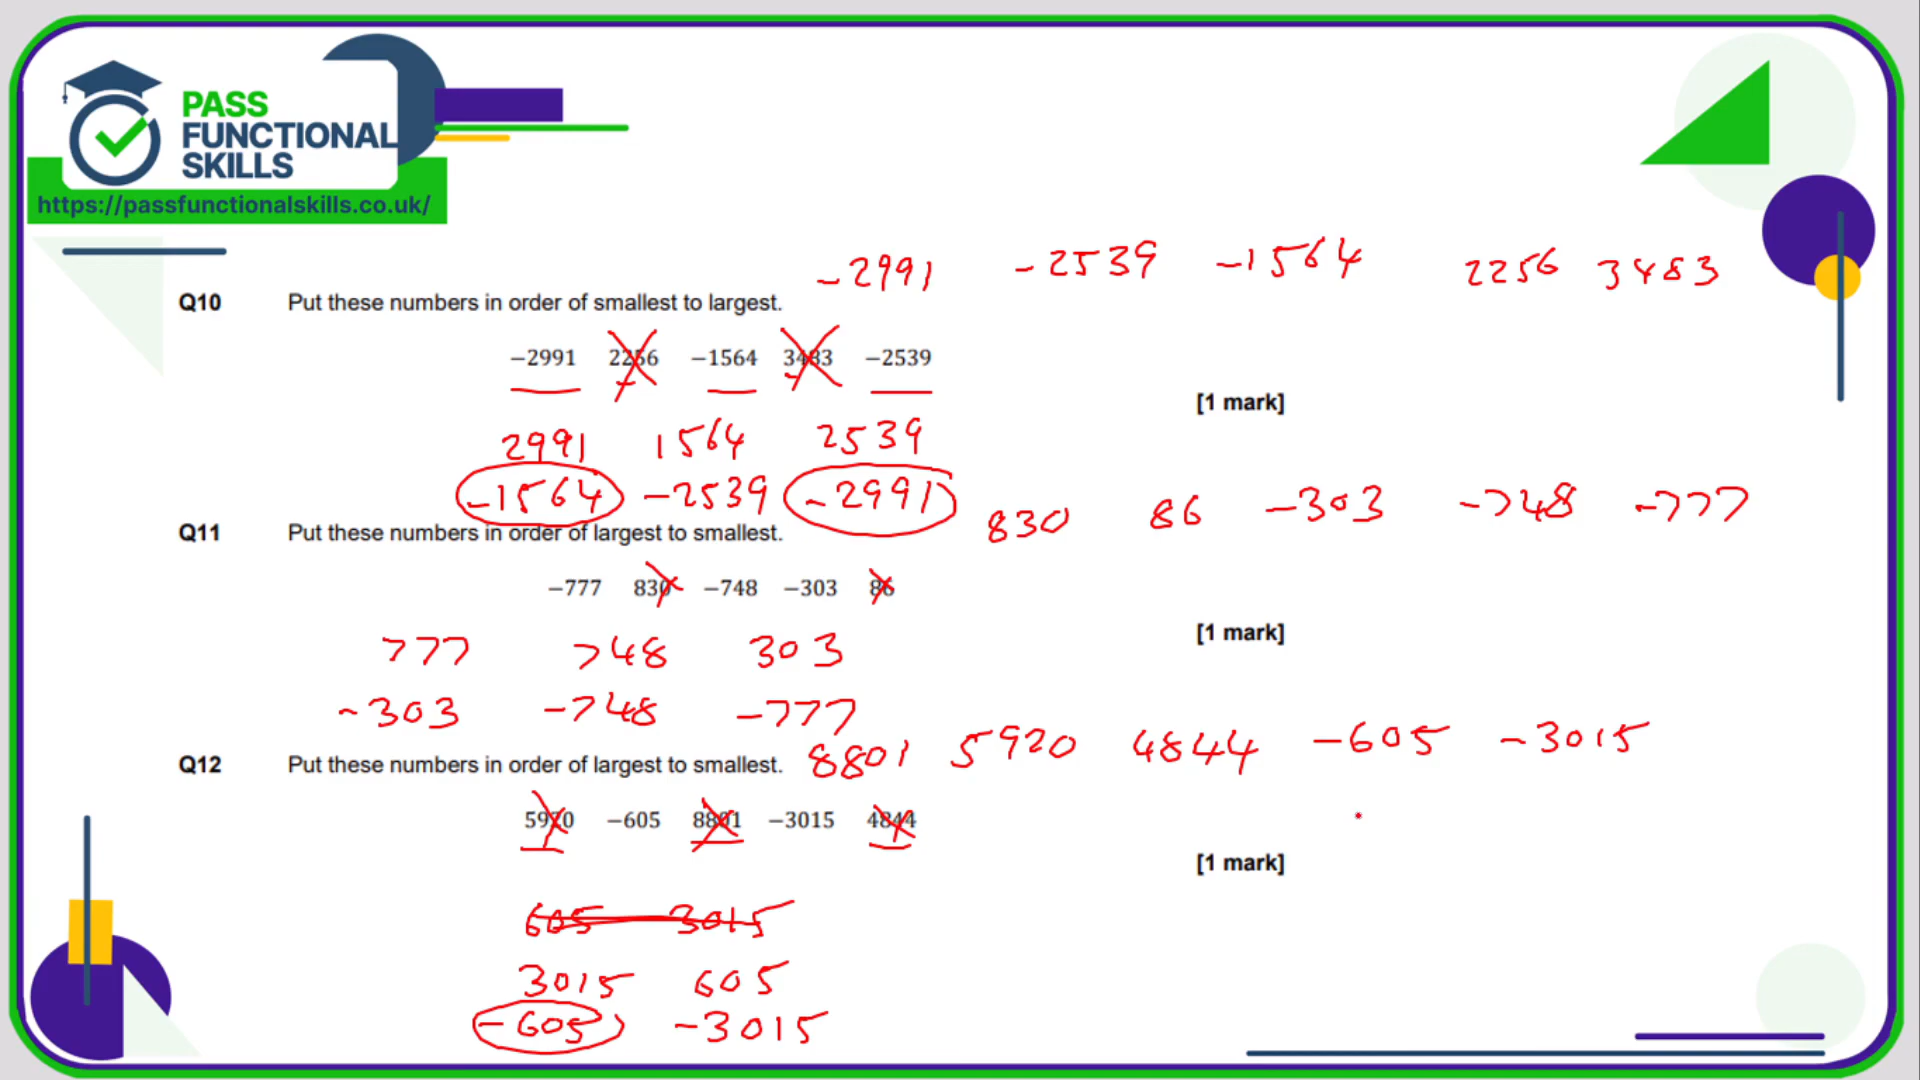 PASS
FUNCTIONAL
SKILLS
https://passfunctionalskills.co.uk/
-2991 -2539 -1564 2256 3483
Q10 Put these numbers in order of smallest to largest.
−2991 2256 −1564 3483 −2539
[1 mark]
2991 1564 2539
-1564 -2539 -2991
830 86 -303 -748 -777
Q11 Put these numbers in order of largest to smallest.
−777 830 −748 −303 86
[1 mark]
777 748 303
-303 -748 -777
8801 5920 4844 -605 -3015
Q12 Put these numbers in order of largest to smallest.
5920 −605 8801 −3015 4844
[1 mark]
605 3015
3015 605
-605 -3015